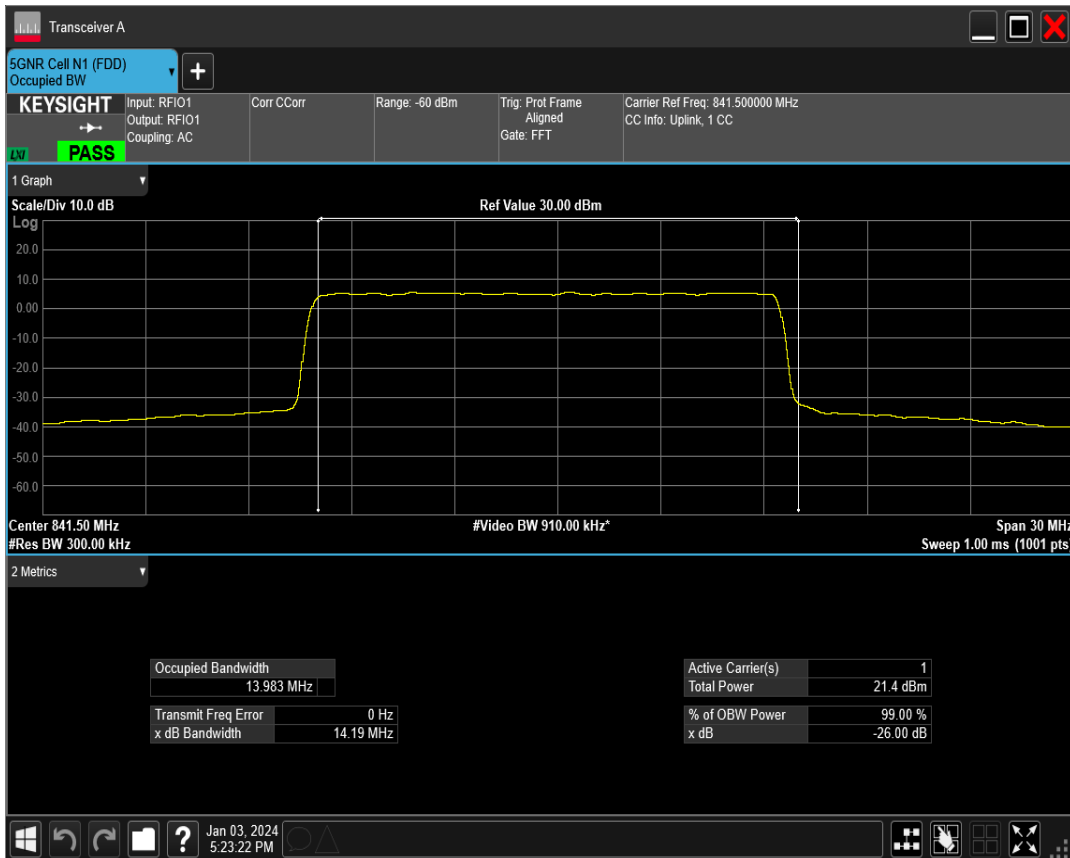 Transceiver A
5GNR Cell N1 (FDD)
Occupied BW
KEYSIGHT
LXI
PASS
Input: RFIO1
Output: RFIO1
Coupling: AC
Corr CCorr
Range: -60 dBm
Trig: Prot Frame
Aligned
Gate: FFT
Carrier Ref Freq: 841.500000 MHz
CC Info: Uplink, 1 CC
1 Graph
Scale/Div 10.0 dB
Ref Value 30.00 dBm
Log
20.0
10.0
0.00
-10.0
-20.0
-30.0
-40.0
-50.0
-60.0
Center 841.50 MHz
#Video BW 910.00 kHz*
Span 30 MHz
#Res BW 300.00 kHz
Sweep 1.00 ms (1001 pts)
2 Metrics
Occupied Bandwidth
13.983 MHz
Transmit Freq Error 0 Hz
x dB Bandwidth 14.19 MHz
Active Carrier(s) 1
Total Power 21.4 dBm
% of OBW Power 99.00 %
x dB -26.00 dB
?
Jan 03, 2024
5:23:22 PM